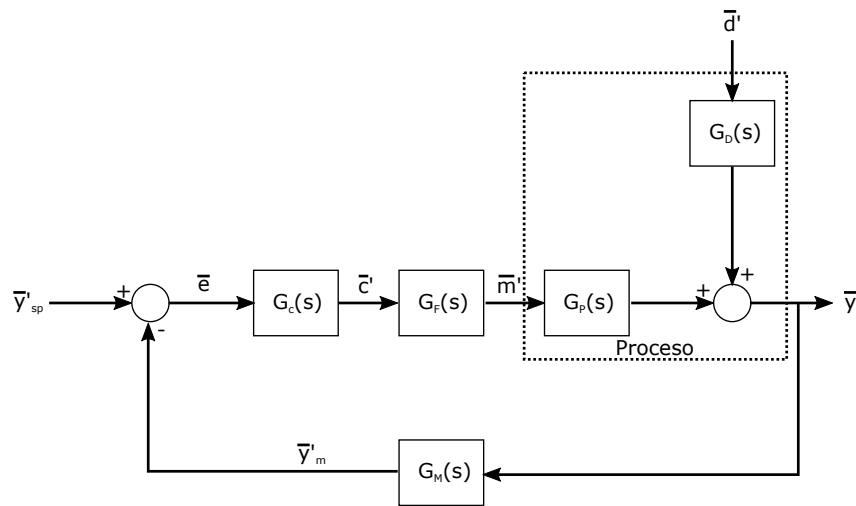 d̅'
G_D(s)
y̅'_sp
+
-
e̅
G_c(s)
c̅'
G_F(s)
m̅'
G_P(s)
+
+
y̅
Proceso
y̅'_m
G_M(s)